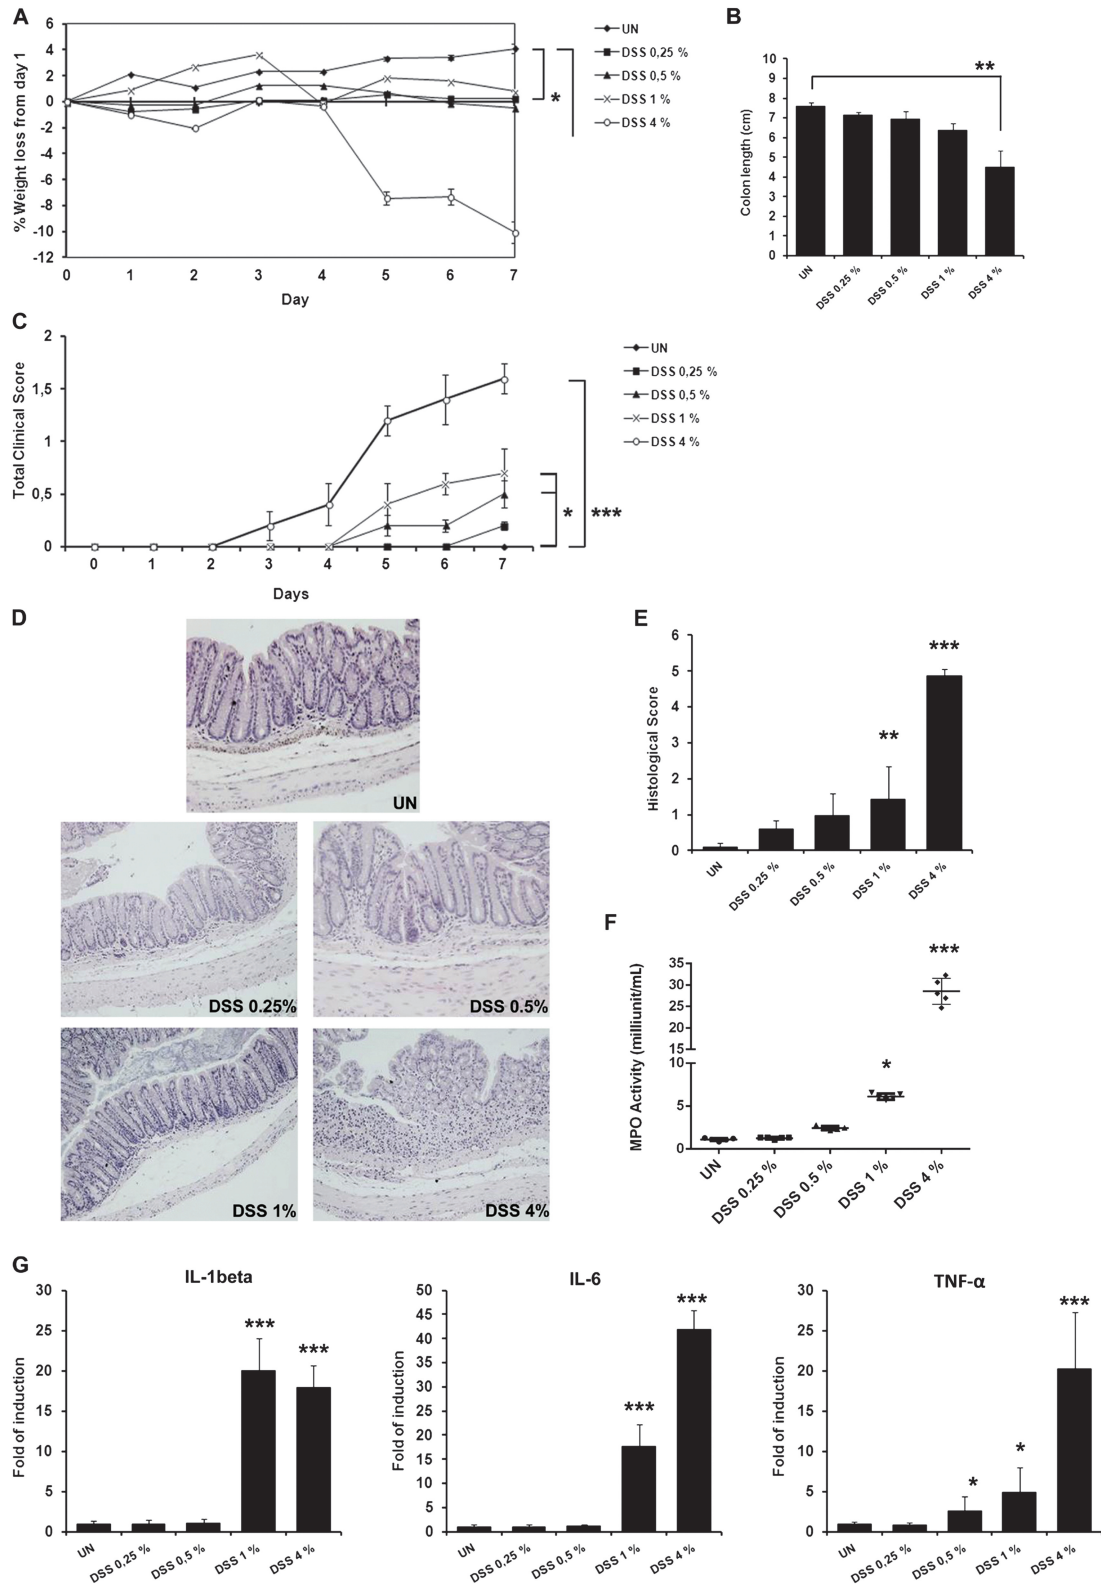 A
% Weight loss from day 1
6
4
2
0
-2
-4
-6
-8
-10
-12
0 1 2 3 4 5 6 7
Day
UN
DSS 0,25 %
DSS 0,5 %
DSS 1 %
DSS 4 %
*
B
Colon length (cm)
10
9
8
7
6
5
4
3
2
1
0
**
UN DSS 0.25 % DSS 0.5 % DSS 1 % DSS 4 %
C
Total Clinical Score
2
1,5
1
0,5
0
0 1 2 3 4 5 6 7
Days
UN
DSS 0,25 %
DSS 0,5 %
DSS 1 %
DSS 4 %
* ***
D
UN
DSS 0.25% DSS 0.5%
DSS 1% DSS 4%
E
Histological Score
6
5
4
3
2
1
0
** ***
UN DSS 0.25 % DSS 0.5 % DSS 1 % DSS 4 %
F
MPO Activity (milliunit/mL)
35
30
25
20
15
10
5
0
* ***
UN DSS 0.25 % DSS 0.5 % DSS 1 % DSS 4 %
G
IL-1beta
Fold of induction
30
25
20
15
10
5
0
*** ***
UN DSS 0,25 % DSS 0,5 % DSS 1 % DSS 4 %
IL-6
Fold of induction
50
45
40
35
30
25
20
15
10
5
0
*** ***
UN DSS 0,25 % DSS 0,5 % DSS 1 % DSS 4 %
TNF-α
Fold of induction
30
25
20
15
10
5
0
* * ***
UN DSS 0,25 % DSS 0,5 % DSS 1 % DSS 4 %